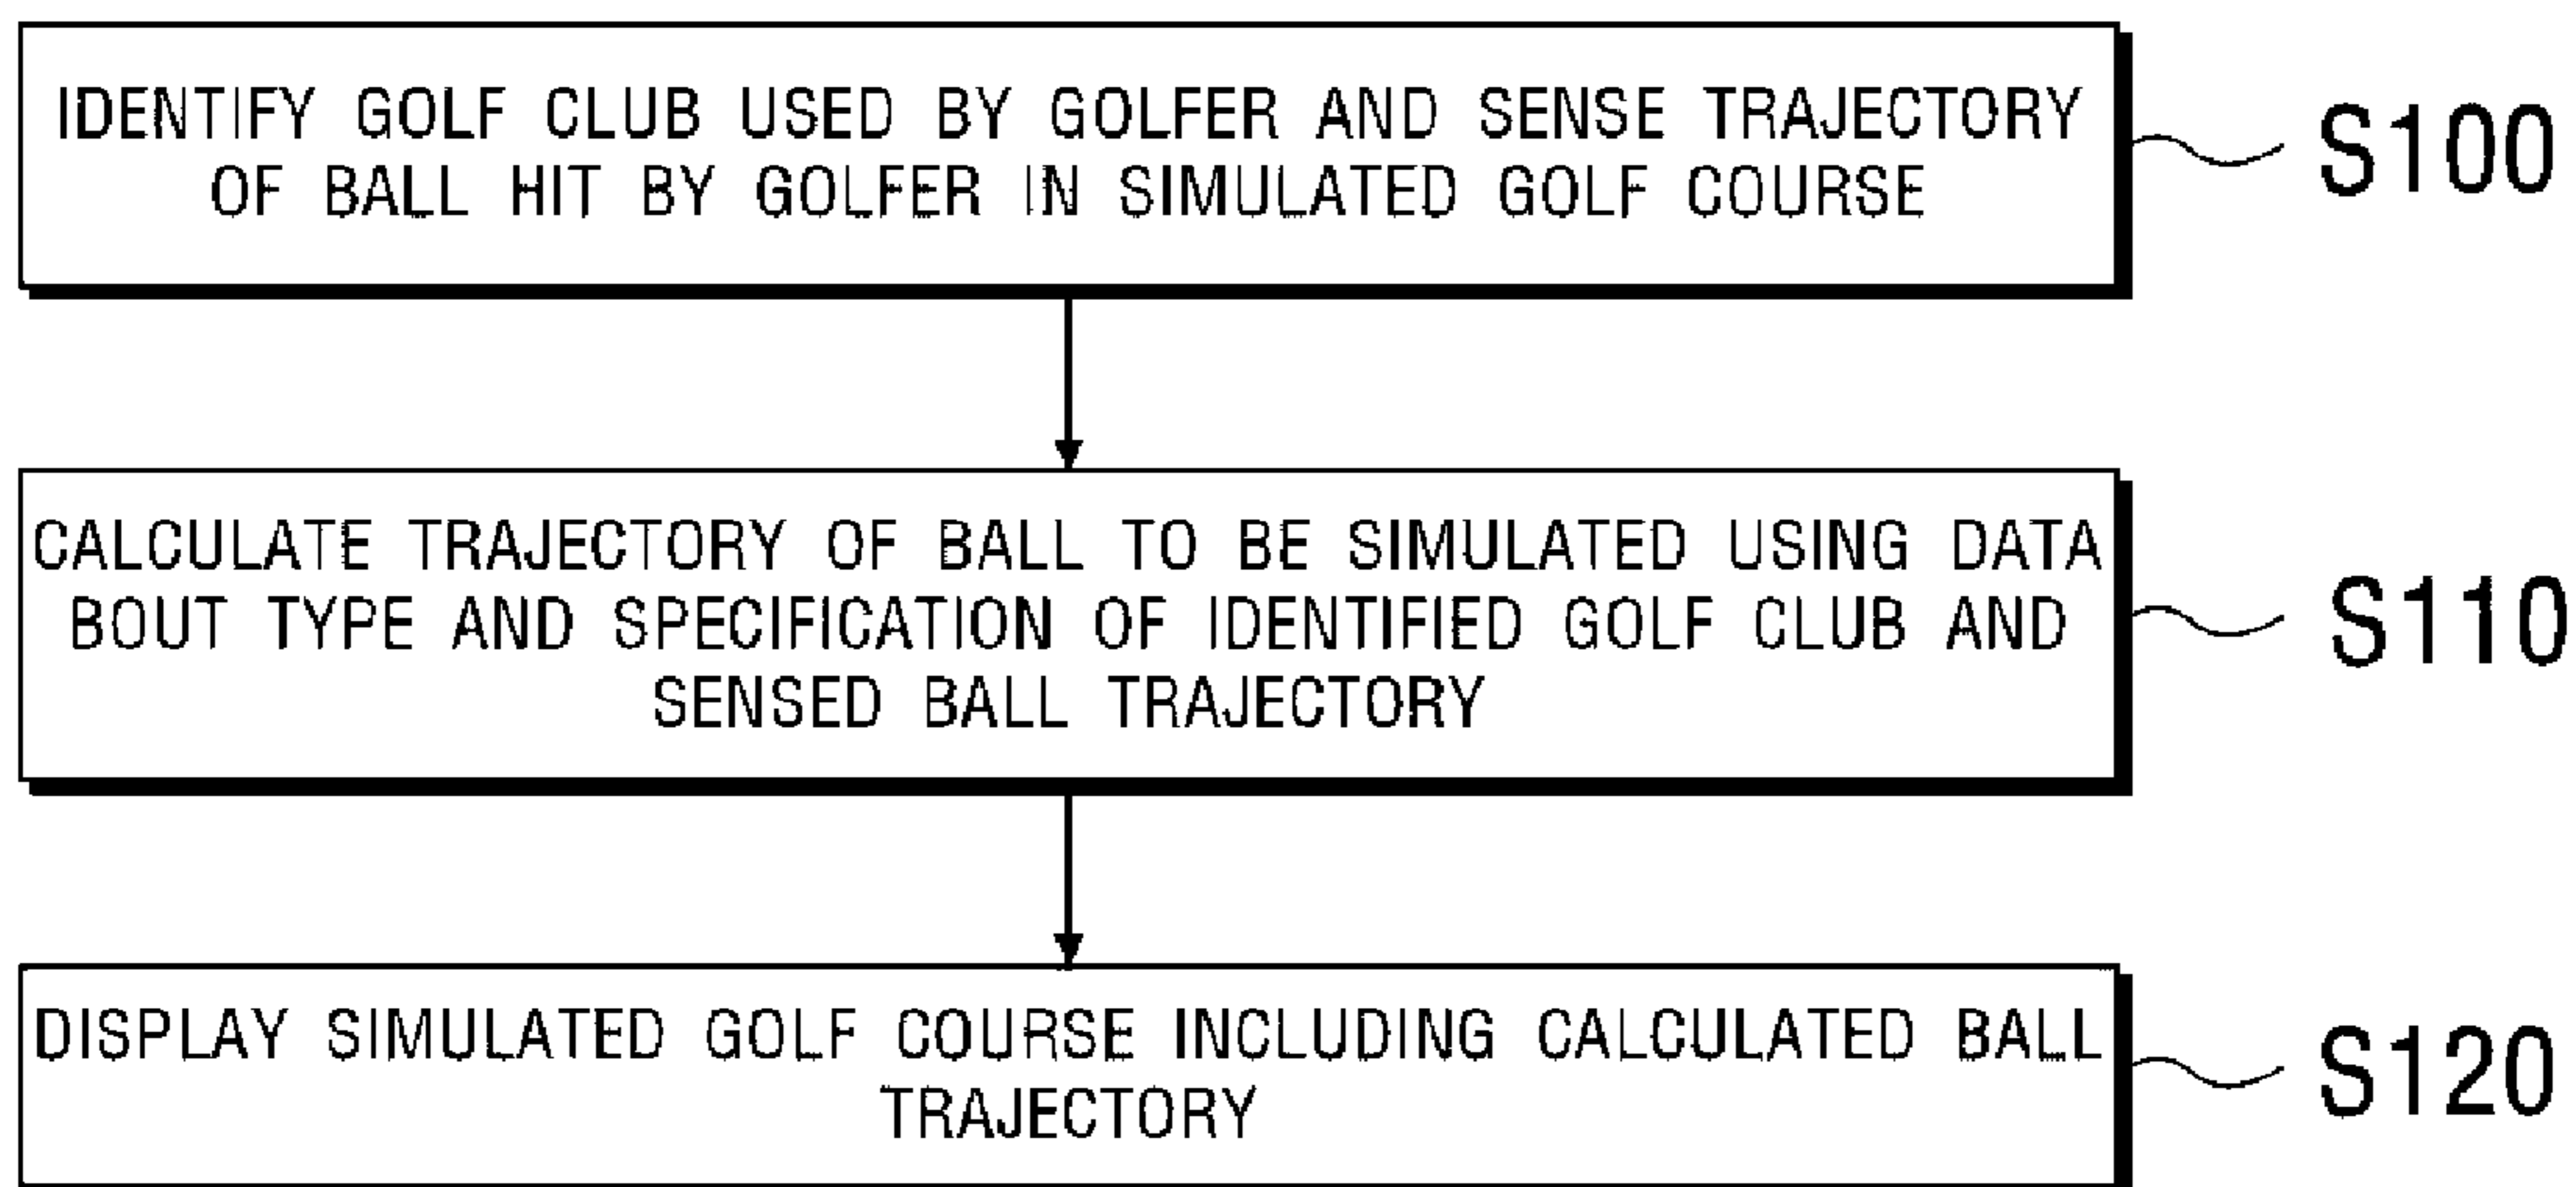 IDENTIFY GOLF CLUB USED BY GOLFER AND SENSE TRAJECTORY
OF BALL HIT BY GOLFER IN SIMULATED GOLF COURSE
S100
CALCULATE TRAJECTORY OF BALL TO BE SIMULATED USING DATA
BOUT TYPE AND SPECIFICATION OF IDENTIFIED GOLF CLUB AND
SENSED BALL TRAJECTORY
S110
DISPLAY SIMULATED GOLF COURSE INCLUDING CALCULATED BALL
TRAJECTORY
S120